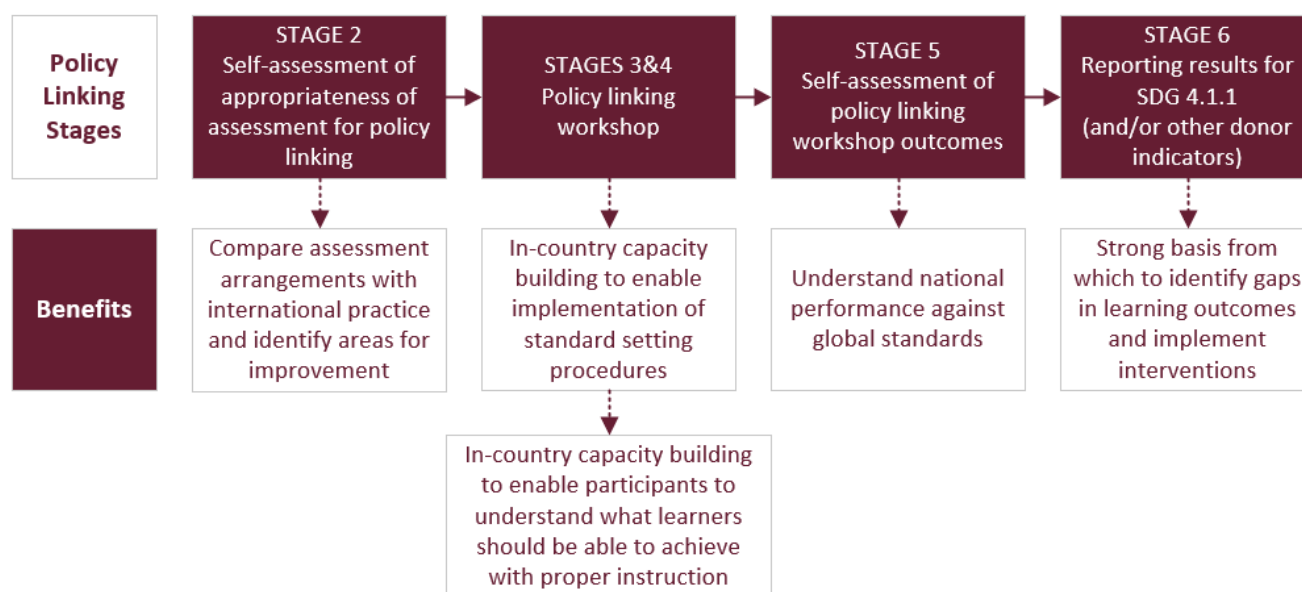 Policy
Linking
Stages
STAGE 2
Self-assessment of
appropriateness of
assessment for policy
linking
STAGES 3&4
Policy linking
workshop
STAGE 5
Self-assessment of
policy linking
workshop outcomes
STAGE 6
Reporting results for
SDG 4.1.1
(and/or other donor
indicators)
Benefits
Compare assessment
arrangements with
international practice
and identify areas for
improvement
In-country capacity
building to enable
implementation of
standard setting
procedures
Understand national
performance against
global standards
Strong basis from
which to identify gaps
in learning outcomes
and implement
interventions
In-country capacity building
to enable participants to
understand what learners
should be able to achieve
with proper instruction